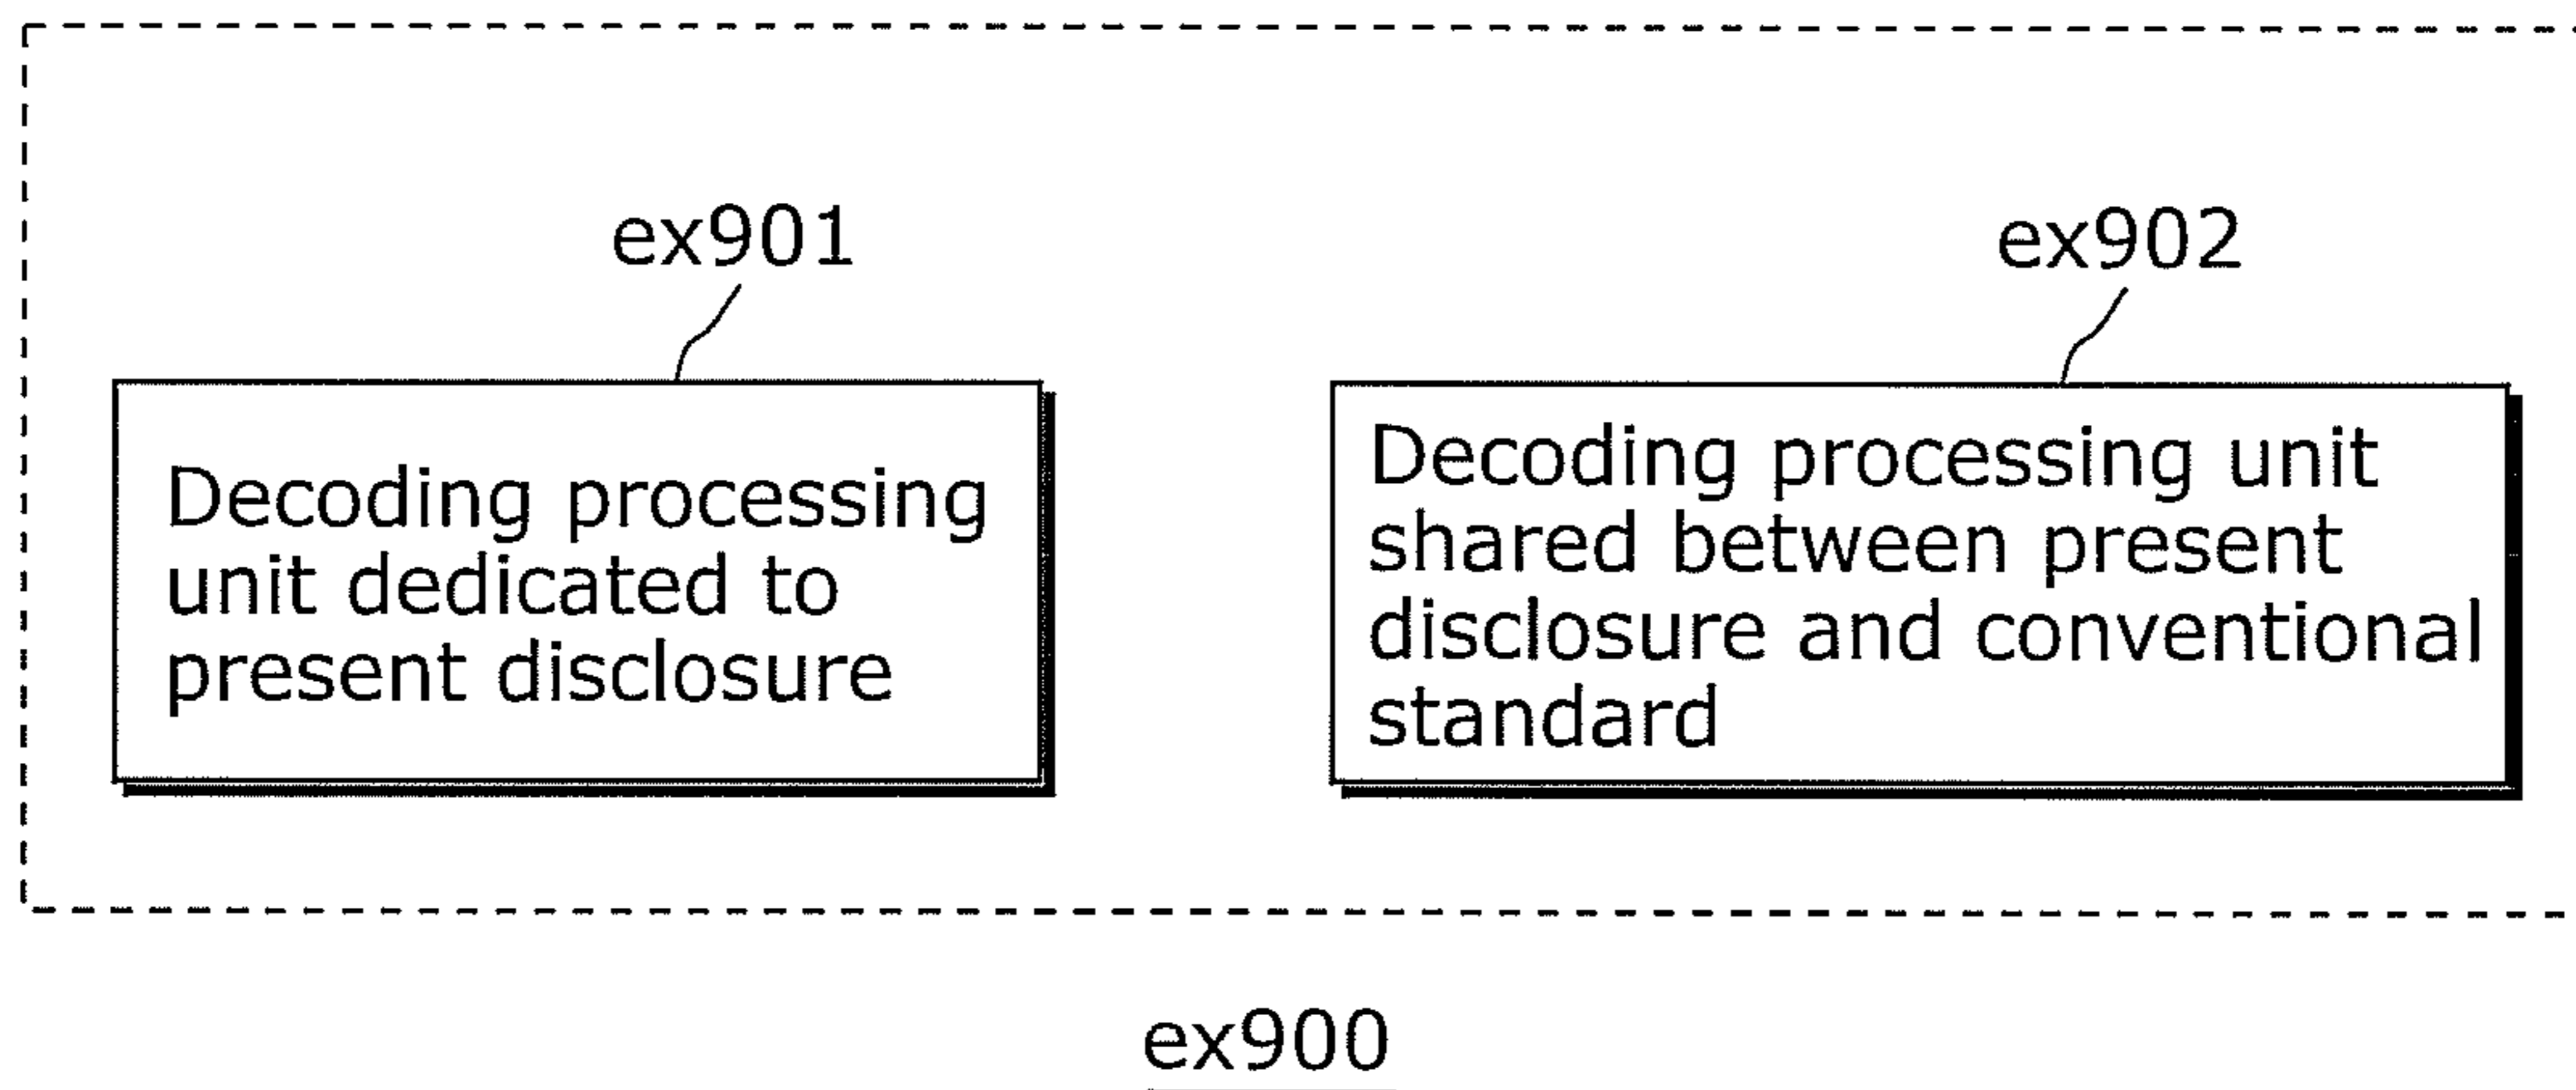 ex901
ex902
Decoding processing
unit dedicated to
present disclosure
Decoding processing unit
shared between present
disclosure and conventional
standard
ex900